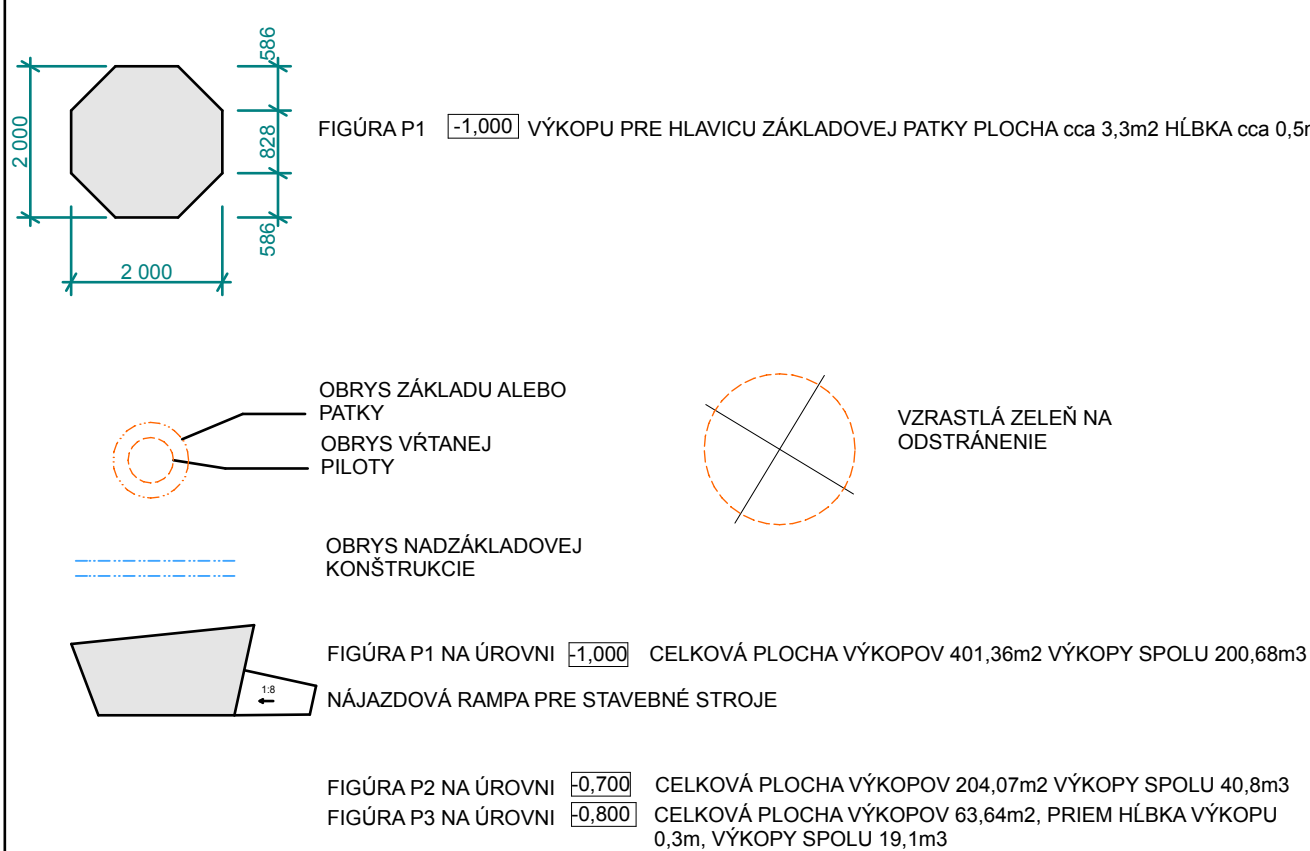 586
2 000
828
586
2 000
FIGÚRA P1 -1,000 VÝKOPU PRE HLAVICU ZÁKLADOVEJ PATKY PLOCHA cca 3,3m2 HĹBKA cca 0,5
OBRYS ZÁKLADU ALEBO
PATKY
OBRYS VŔTANEJ
PILOTY
VZRASTLÁ ZELEŇ NA
ODSTRÁNENIE
OBRYS NADZÁKLADOVEJ
KONŠTRUKCIE
FIGÚRA P1 NA ÚROVNI -1,000 CELKOVÁ PLOCHA VÝKOPOV 401,36m2 VÝKOPY SPOLU 200,68m3
1:8
NÁJAZDOVÁ RAMPA PRE STAVEBNÉ STROJE
FIGÚRA P2 NA ÚROVNI -0,700 CELKOVÁ PLOCHA VÝKOPOV 204,07m2 VÝKOPY SPOLU 40,8m3
FIGÚRA P3 NA ÚROVNI -0,800 CELKOVÁ PLOCHA VÝKOPOV 63,64m2, PRIEM HĹBKA VÝKOPU
0,3m, VÝKOPY SPOLU 19,1m3